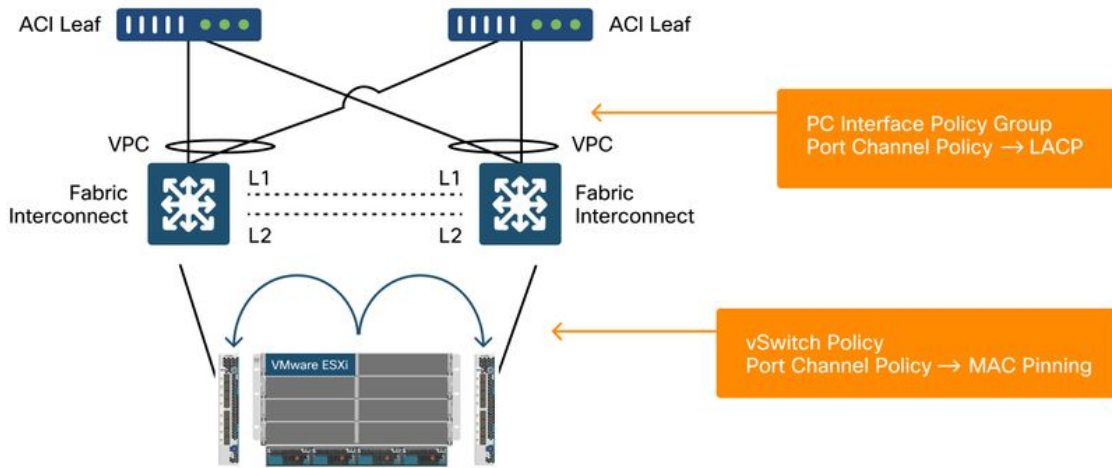 ACI Leaf
ACI Leaf
PC Interface Policy Group
Port Channel Policy → LACP
VPC
VPC
Fabric
Interconnect
L1
L1
Fabric
Interconnect
L2
L2
VMware ESXi
vSwitch Policy
Port Channel Policy → MAC Pinning